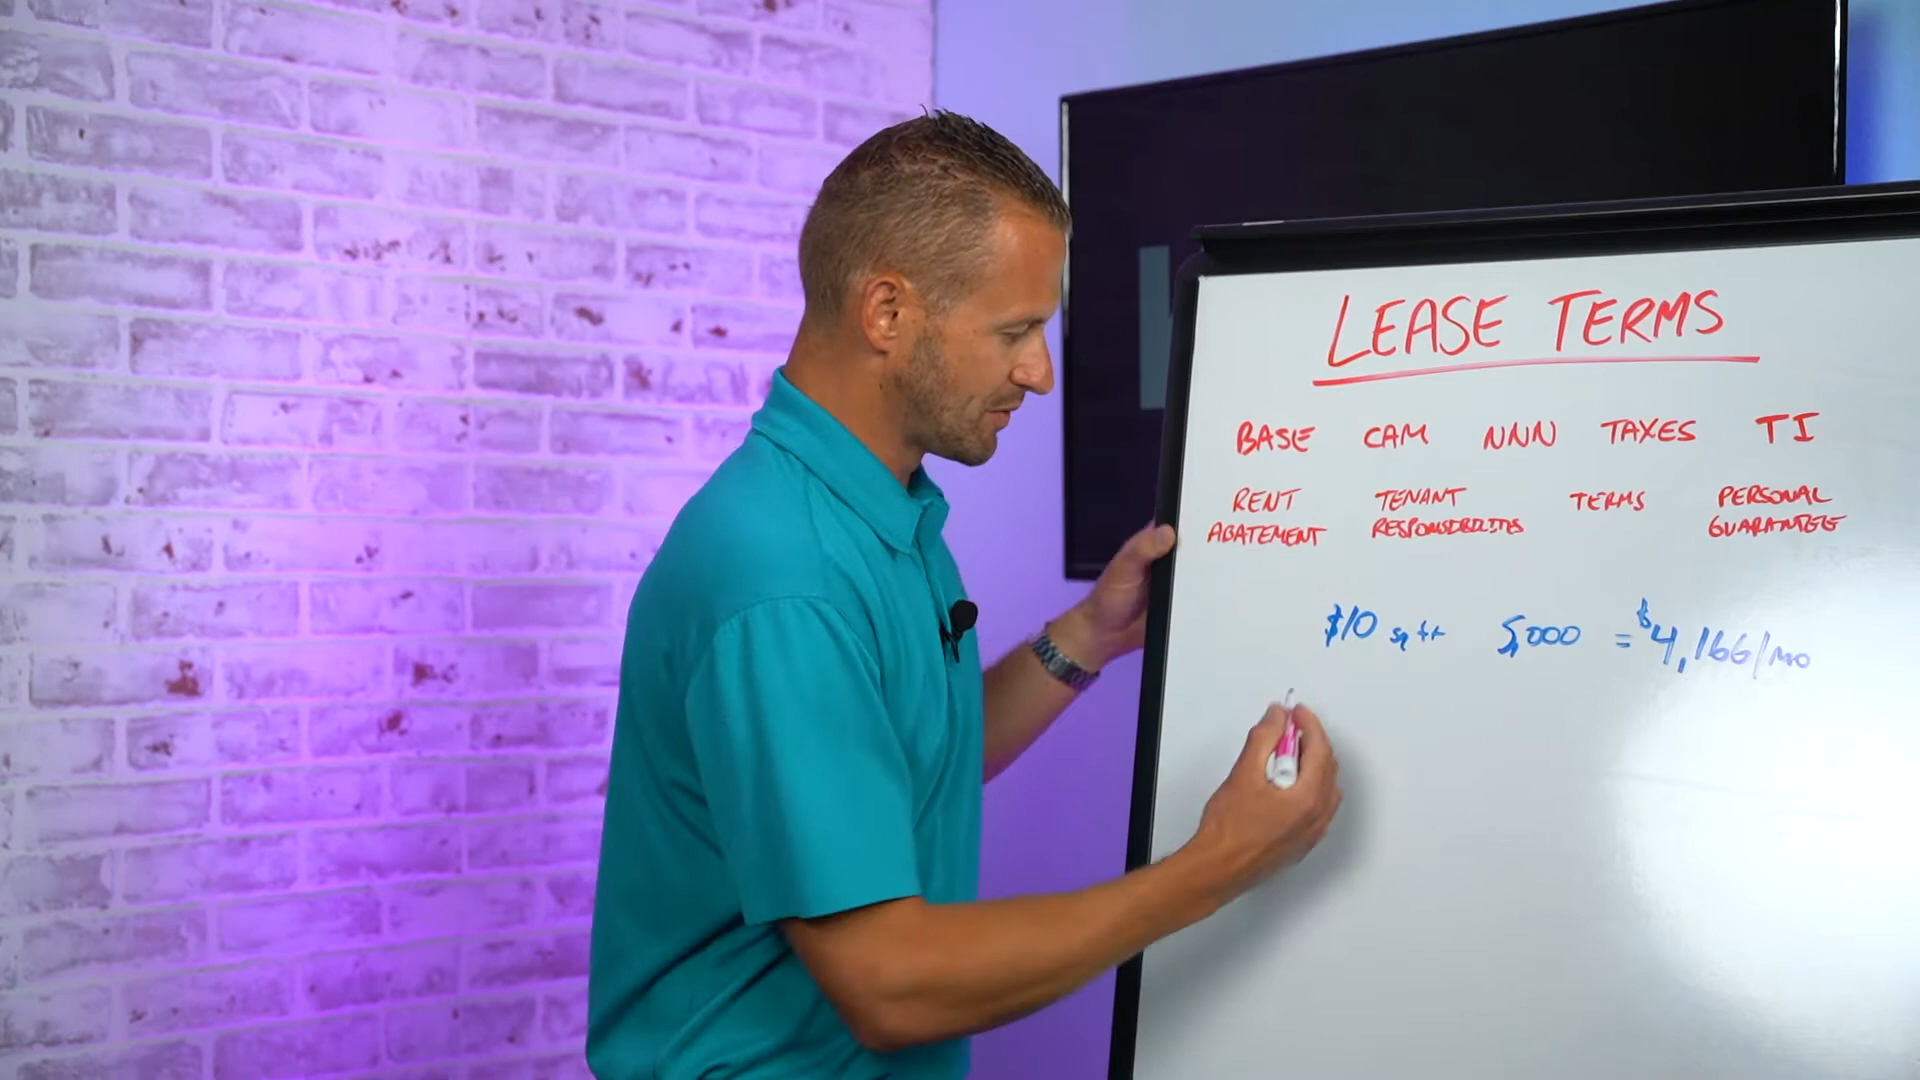 LEASE TERMS
BASE CAM NNN TAXES TI
RENT ABATEMENT
TENANT RESPONSIBILITIES
TERMS
PERSONAL GUARANTEE
$10 sq ft 5,000 = $4,166/mo